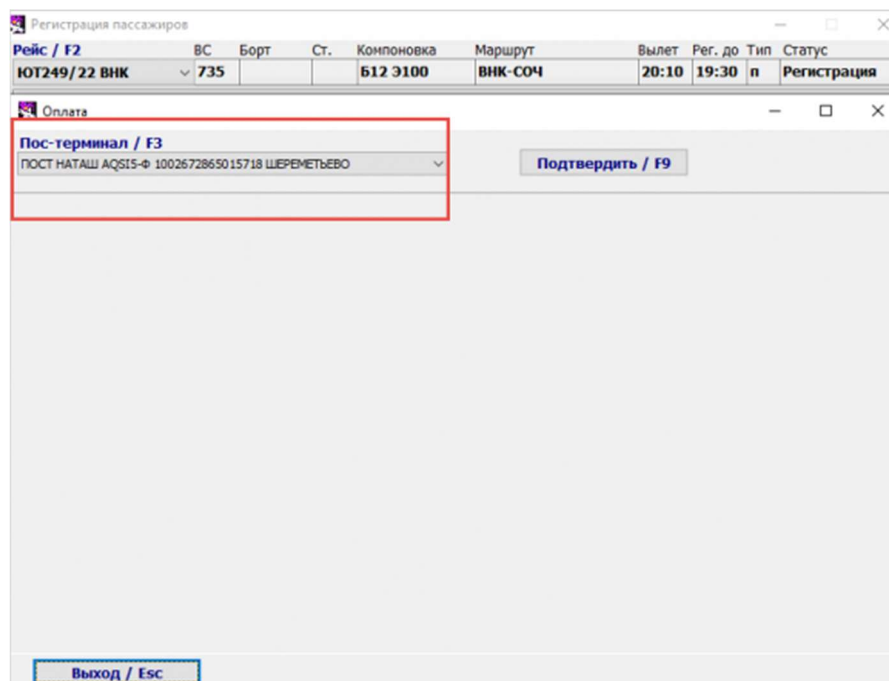 Регистрация пассажиров
Рейс / F2 ВС Борт Ст. Компоновка Маршрут Вылет Рег. до Тип Статус
ЮТ249/22 ВНК 735 Б12 Э100 ВНК-СОЧ 20:10 19:30 п Регистрация
Оплата
Пос-терминал / F3
ПОСТ НАТАШ AQSI5-Ф 1002672865015718 ШЕРЕМЕТЬЕВО
Подтвердить / F9
Выход / Esc